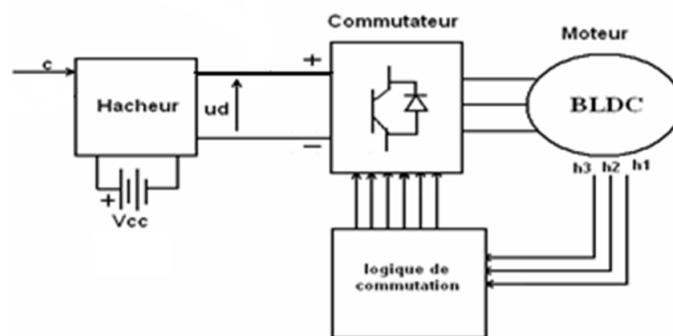 Commutateur
Moteur
c
+
Hacheur
ud
BLDC
−
h3 h2 h1
+
Vcc
logique de
commutation